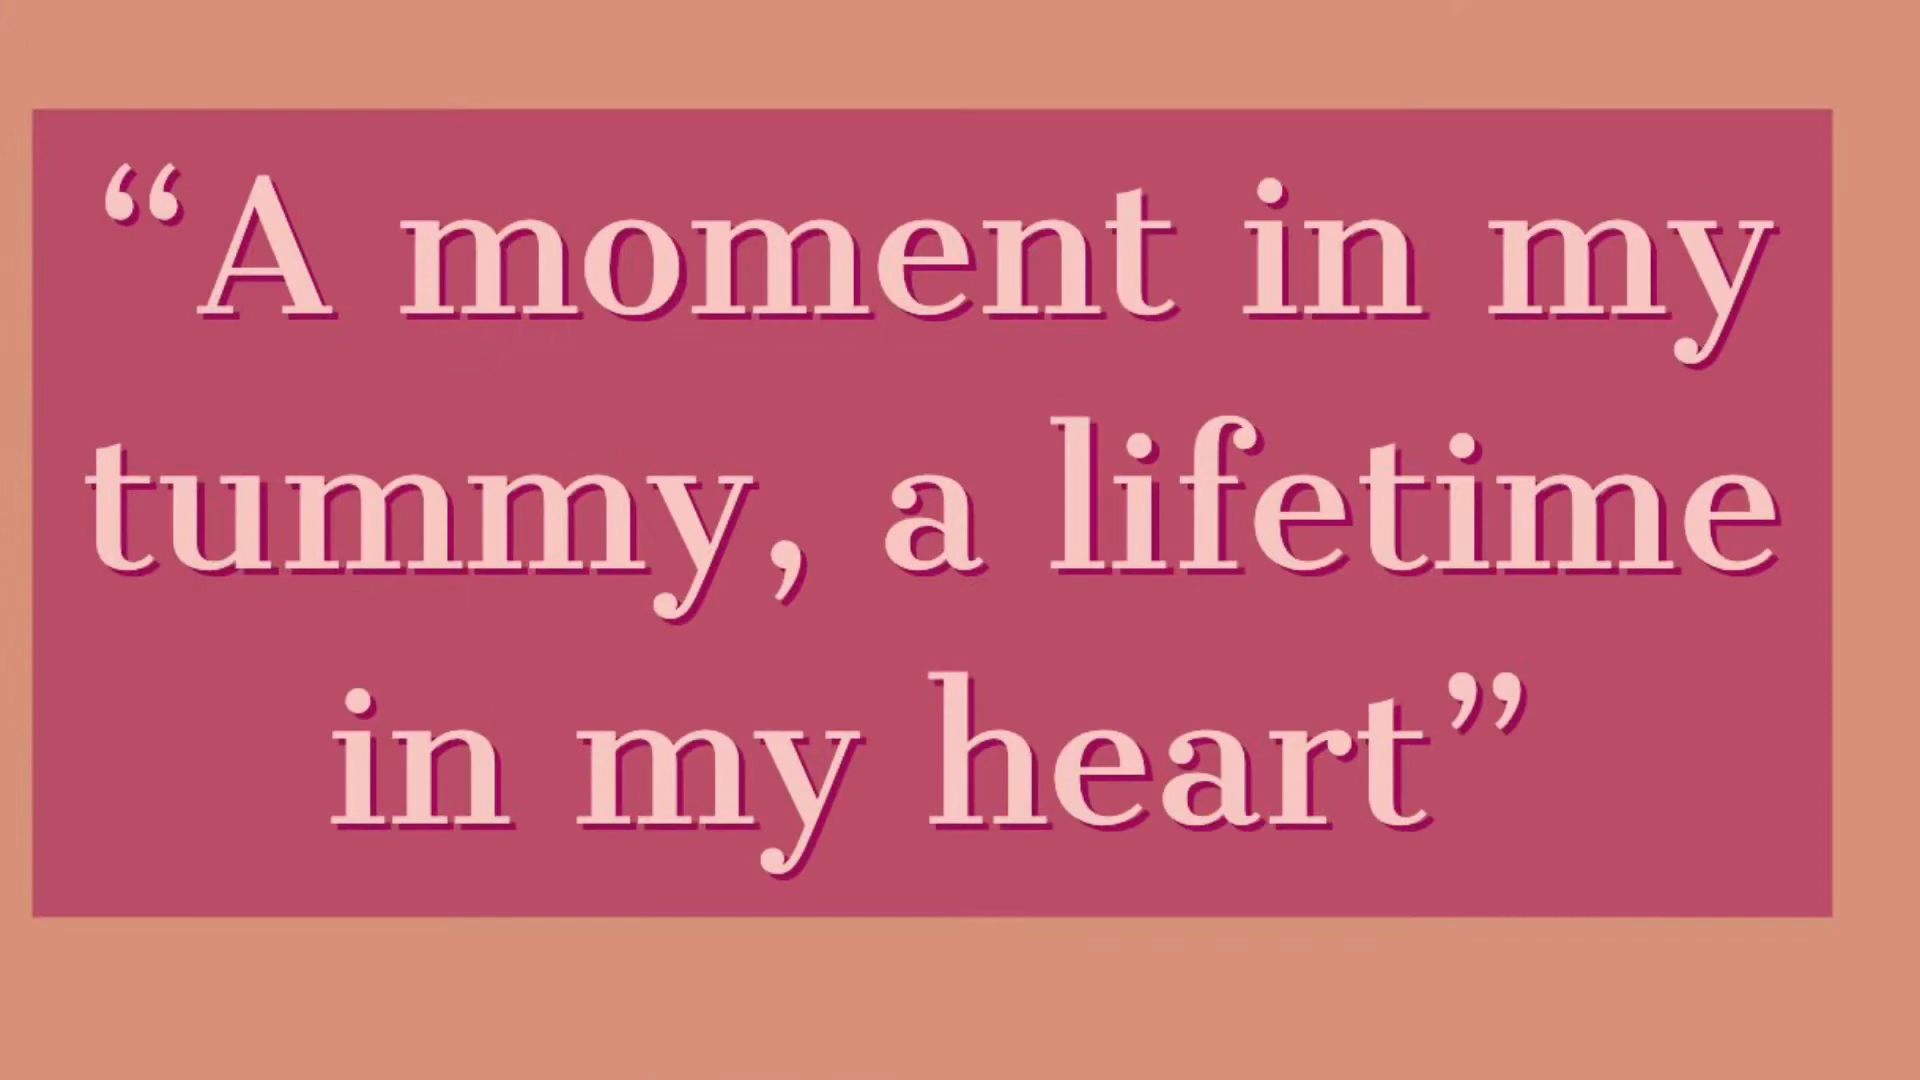 “A moment in my
tummy, a lifetime
in my heart”